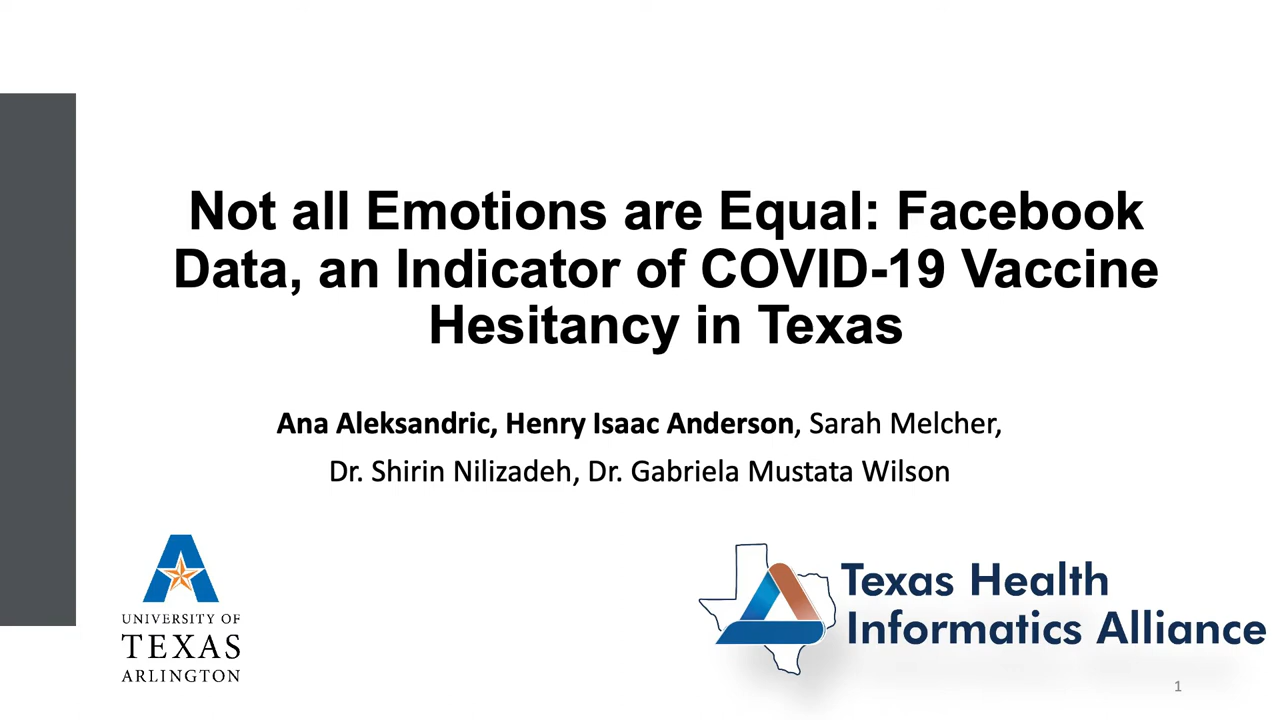 Not all Emotions are Equal: Facebook
Data, an Indicator of COVID-19 Vaccine
Hesitancy in Texas
Ana Aleksandric, Henry Isaac Anderson, Sarah Melcher,
Dr. Shirin Nilizadeh, Dr. Gabriela Mustata Wilson
UNIVERSITY OF
TEXAS
ARLINGTON
Texas Health
Informatics Alliance
1